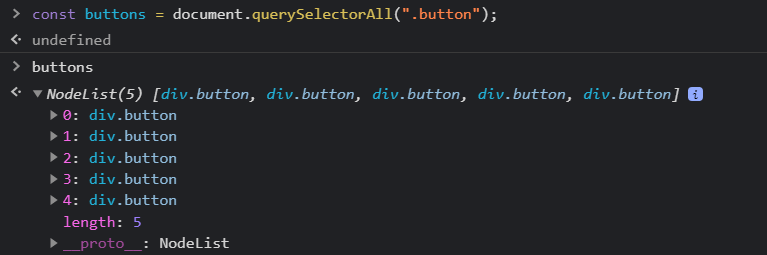 const buttons = document.querySelectorAll(".button");
undefined
buttons
NodeList(5) [div.button, div.button, div.button, div.button, div.button] i
0: div.button
1: div.button
2: div.button
3: div.button
4: div.button
length: 5
__proto__: NodeList